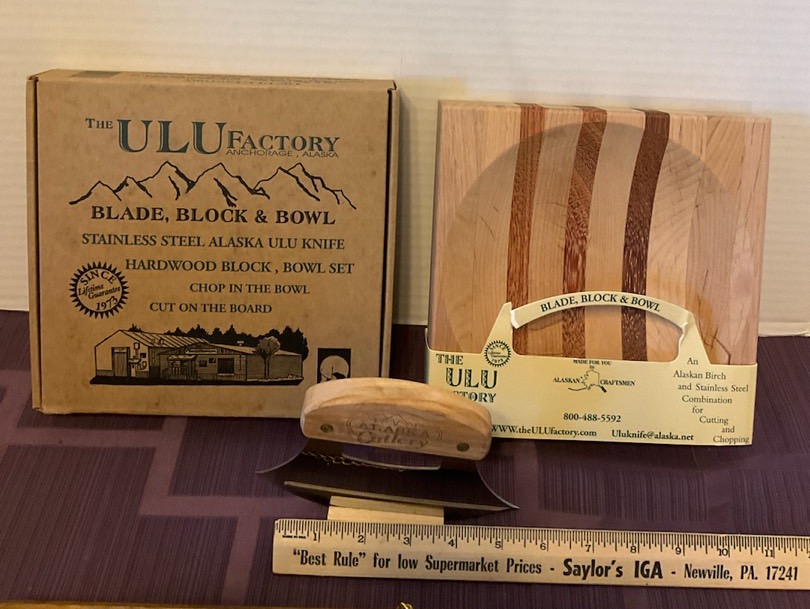 THE ULU FACTORY
ANCHORAGE, ALASKA
BLADE, BLOCK & BOWL
STAINLESS STEEL ALASKA ULU KNIFE
HARDWOOD BLOCK, BOWL SET
CHOP IN THE BOWL
CUT ON THE BOARD
SINCE
Lifetime
Guarantee
1973
BLADE, BLOCK & BOWL
THE
ULU
MADE FOR YOU
ALASKAN CRAFTSMEN
800-488-5592
WWW.theULUfactory.com Uluknife@alaska.net
An
Alaskan Birch
and Stainless Steel
Combination
for
Cutting
and
Chopping
ALASKA
Cutlery
1 2 3 4 5 6 7 8 9 10 11
"Best Rule" for low Supermarket Prices - Saylor's IGA - Newville, PA. 17241